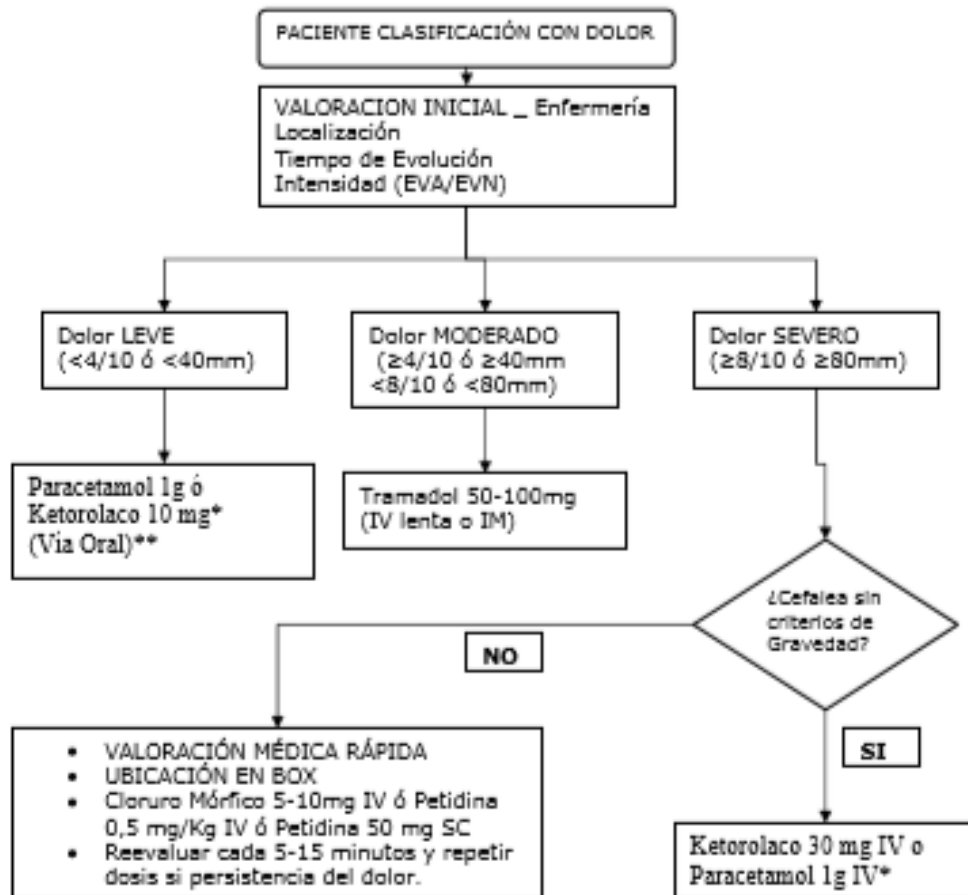 PACIENTE CLASIFICACIÓN CON DOLOR
VALORACION INICIAL _ Enfermería
Localización
Tiempo de Evolución
Intensidad (EVA/EVN)
Dolor LEVE
(<4/10 ó <40mm)
Dolor MODERADO
(≥4/10 ó ≥40mm
<8/10 ó <80mm)
Dolor SEVERO
(≥8/10 ó ≥80mm)
Paracetamol 1g ó
Ketorolaco 10 mg*
(Via Oral)**
Tramadol 50-100mg
(IV lenta o IM)
¿Cefalea sin
criterios de
Gravedad?
NO
SI
• VALORACIÓN MÉDICA RÁPIDA
• UBICACIÓN EN BOX
• Cloruro Mórfico 5-10mg IV ó Petidina
0,5 mg/Kg IV ó Petidina 50 mg SC
• Reevaluar cada 5-15 minutos y repetir
dosis si persistencia del dolor.
Ketorolaco 30 mg IV o
Paracetamol 1g IV*